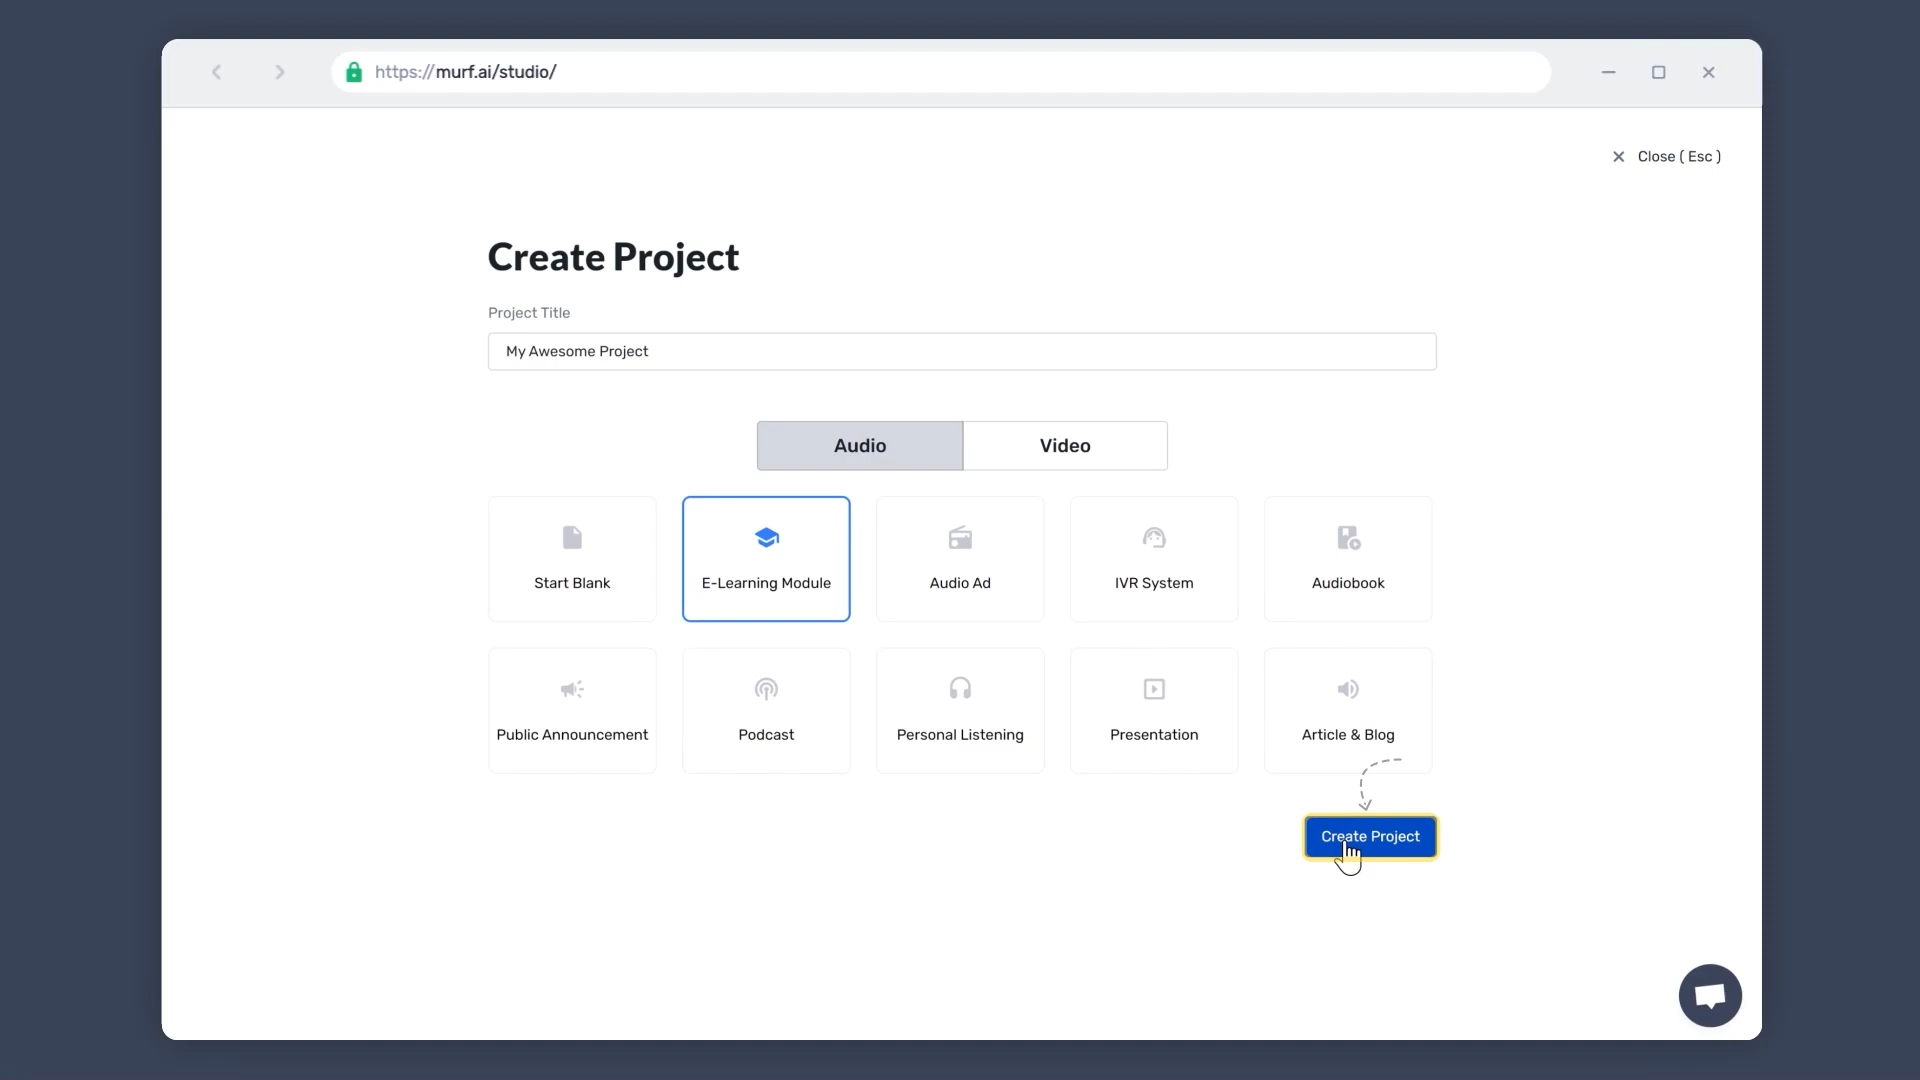 https://murf.ai/studio/
Close ( Esc )
Create Project
Project Title
My Awesome Project
Audio
Video
Start Blank
E-Learning Module
Audio Ad
IVR System
Audiobook
Public Announcement
Podcast
Personal Listening
Presentation
Article & Blog
Create Project